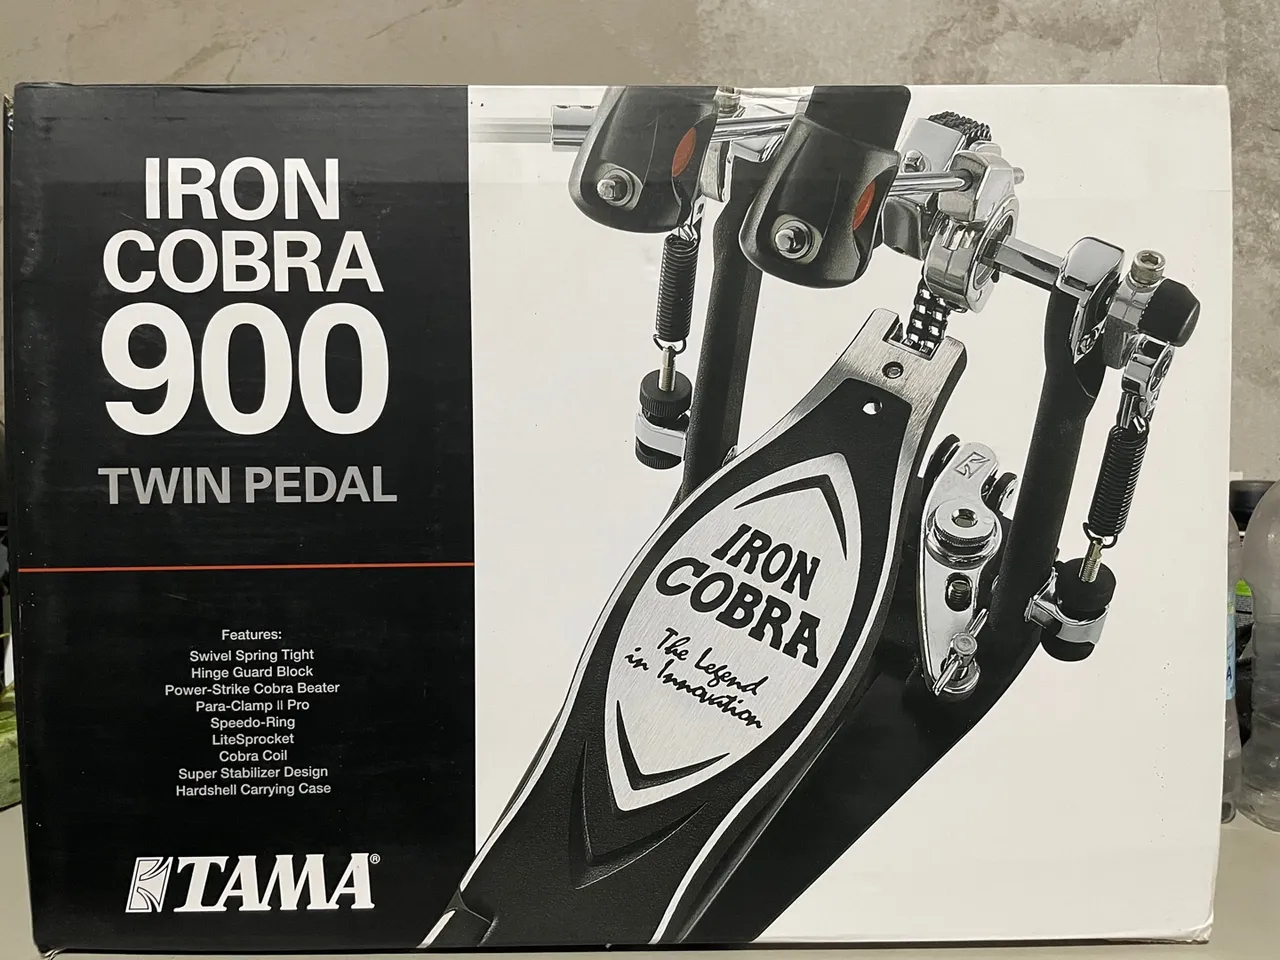 IRON
COBRA
900
TWIN PEDAL
Features:
Swivel Spring Tight
Hinge Guard Block
Power-Strike Cobra Beater
Para-Clamp II Pro
Speedo-Ring
LiteSprocket
Cobra Coil
Super Stabilizer Design
Hardshell Carrying Case
TAMA®
IRON
COBRA
The Legend
in Innovation
A